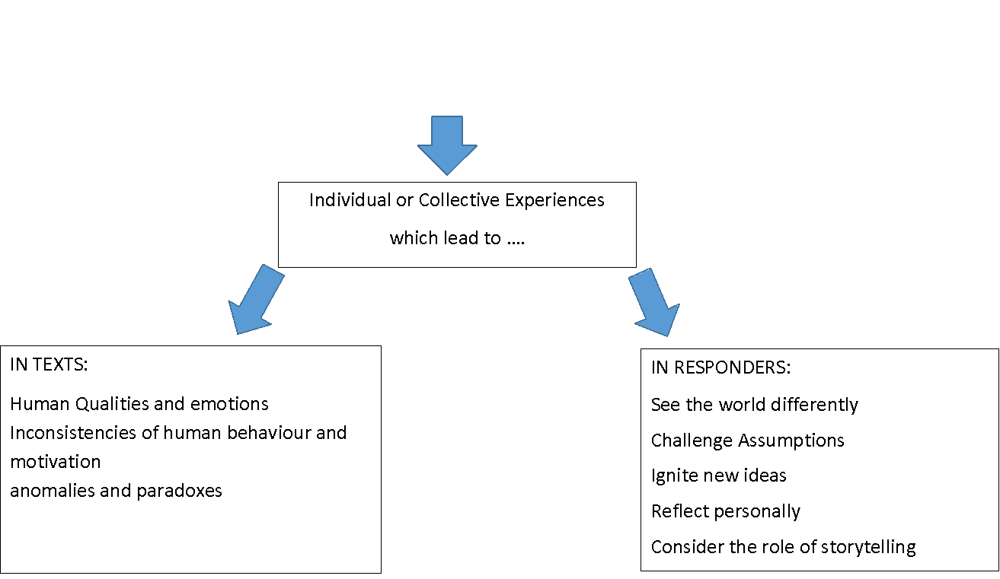 Individual or Collective Experiences
which lead to ....
IN TEXTS:
Human Qualities and emotions
Inconsistencies of human behaviour and
motivation
anomalies and paradoxes
IN RESPONDERS:
See the world differently
Challenge Assumptions
Ignite new ideas
Reflect personally
Consider the role of storytelling